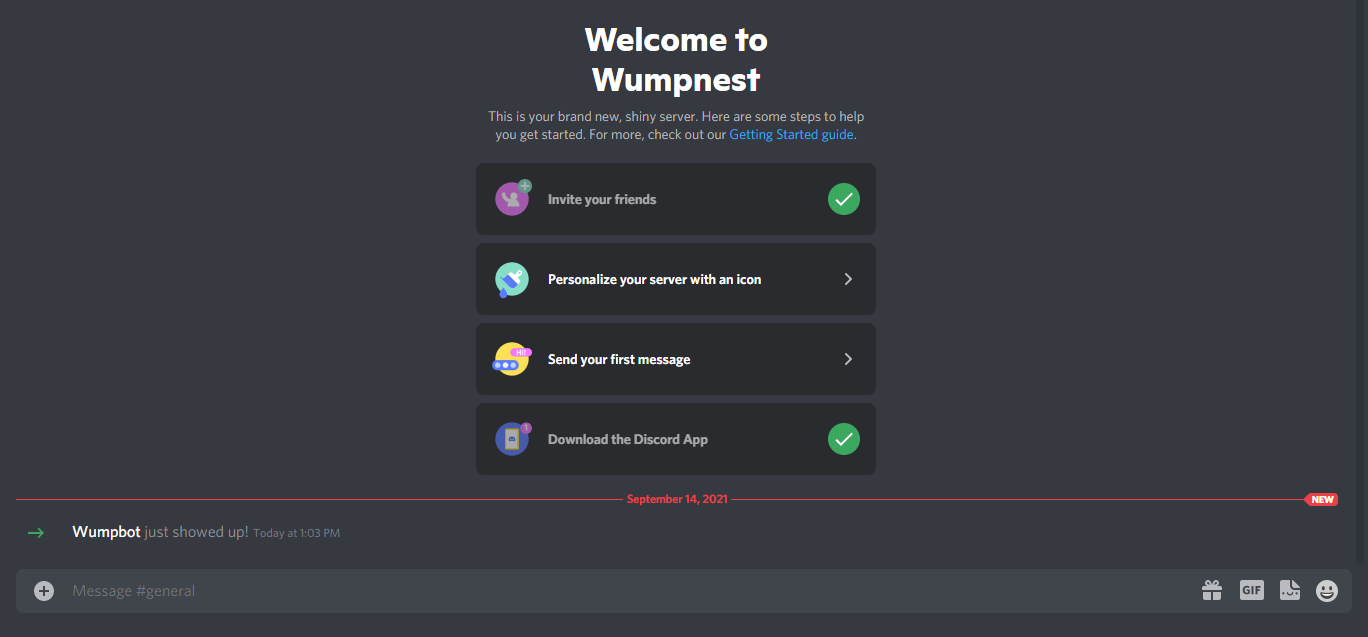 Welcome to
Wumpnest
This is your brand new, shiny server. Here are some steps to help
you get started. For more, check out our Getting Started guide.
Invite your friends
Personalize your server with an icon
Hi!
Send your first message
1
Download the Discord App
September 14, 2021
NEW
Wumpbot just showed up! Today at 1:03 PM
Message #general
GIF